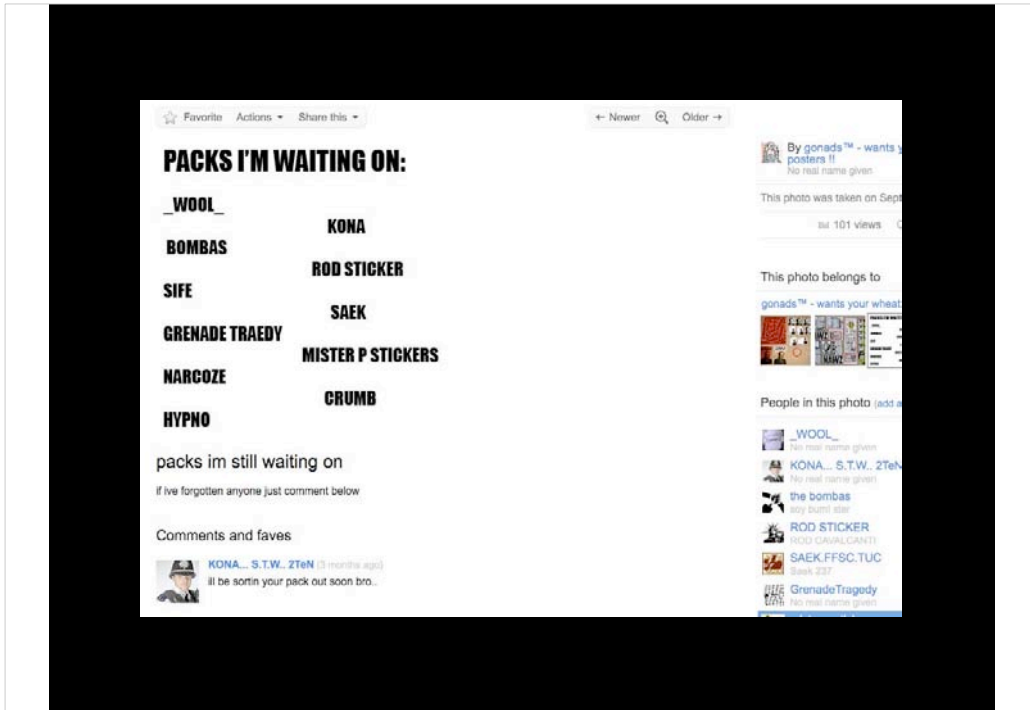 Favorite Actions Share this
← Newer Older →
PACKS I'M WAITING ON:
_WOOL_
KONA
BOMBAS
ROD STICKER
SIFE
SAEK
GRENADE TRAEDY
MISTER P STICKERS
NARCOZE
CRUMB
HYPNO
packs im still waiting on
if ive forgotten anyone just comment below
Comments and faves
KONA... S.T.W.. 2TeN (3 months ago)
ill be sortin your pack out soon bro..
By gonads™ - wants y
posters !!
No real name given
This photo was taken on Sept
101 views
This photo belongs to
gonads™ - wants your wheat
People in this photo (add a
_WOOL_
No real name given
KONA... S.T.W.. 2TeN
No real name given
the bombas
soy bumf star
ROD STICKER
ROD CAVALCANTI
SAEK.FFSC.TUC
Saek 237
GrenadeTragedy
No real name given